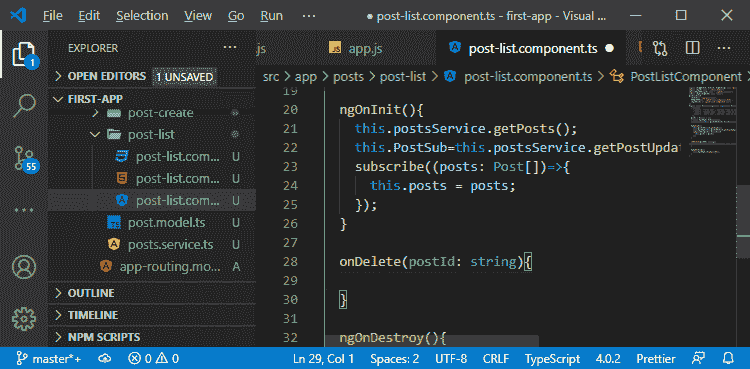 File Edit Selection View Go Run ··· ● post-list.component.ts - first-app - Visual ...
EXPLORER ···
.js app.js post-list.component.ts ●
OPEN EDITORS 1 UNSAVED
src > app > posts > post-list > post-list.component.ts > PostListComponent
FIRST-APP
post-create
post-list
post-list.com... U
post-list.com... U
post-list.com... U
post.model.ts U
posts.service.ts U
app-routing.mo... A
OUTLINE
TIMELINE
NPM SCRIPTS
1
55
19
20 ngOnInit(){
21 this.postsService.getPosts();
22 this.PostSub=this.postsService.getPostUpdat
23 subscribe((posts: Post[])=>{
24 this.posts = posts;
25 });
26 }
27
28 onDelete(postId: string){
29
30 }
31
32 ngOnDestroy(){
master*+ 0 0 Ln 29, Col 1 Spaces: 2 UTF-8 CRLF TypeScript 4.0.2 Prettier